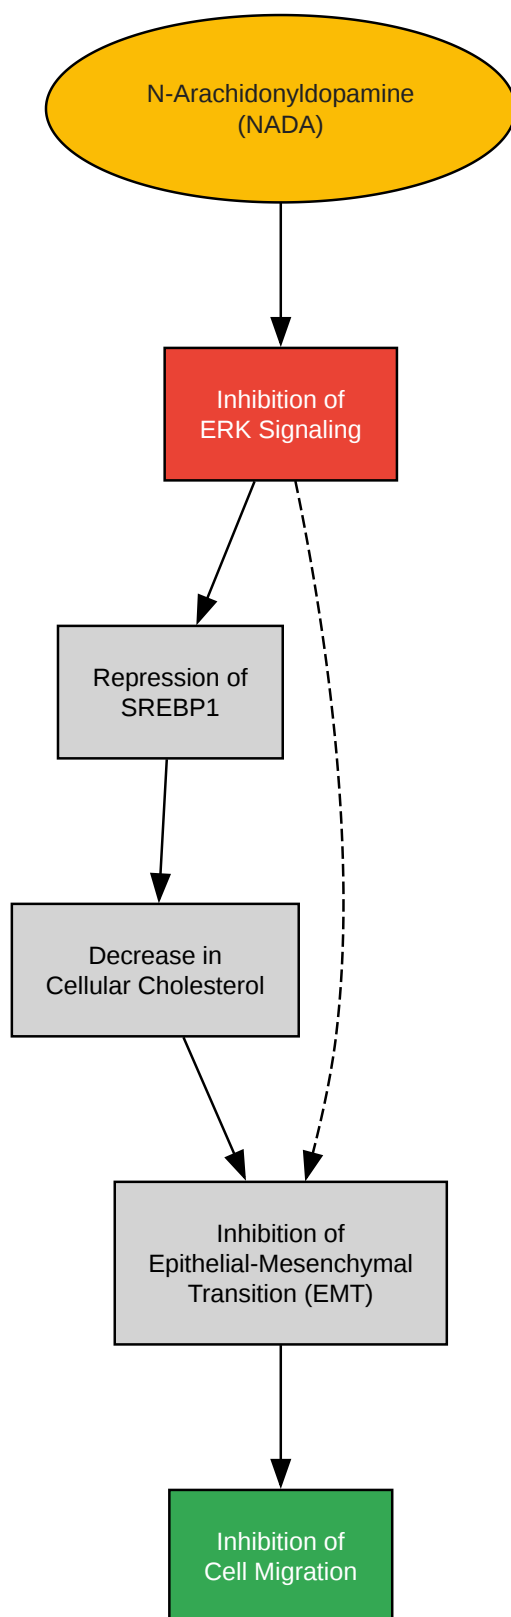 N-Arachidonyldopamine
(NADA)
Inhibition of
ERK Signaling
Repression of
SREBP1
Decrease in
Cellular Cholesterol
Inhibition of
Epithelial-Mesenchymal
Transition (EMT)
Inhibition of
Cell Migration